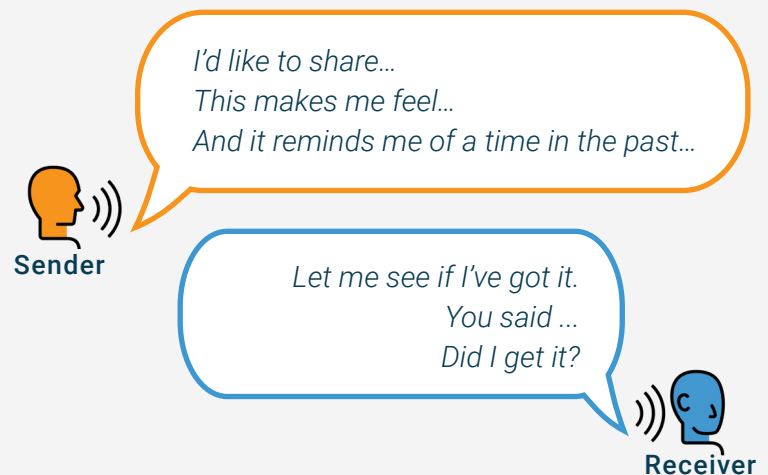 I’d like to share…
This makes me feel…
And it reminds me of a time in the past…
Sender
Let me see if I’ve got it.
You said ...
Did I get it?
Receiver